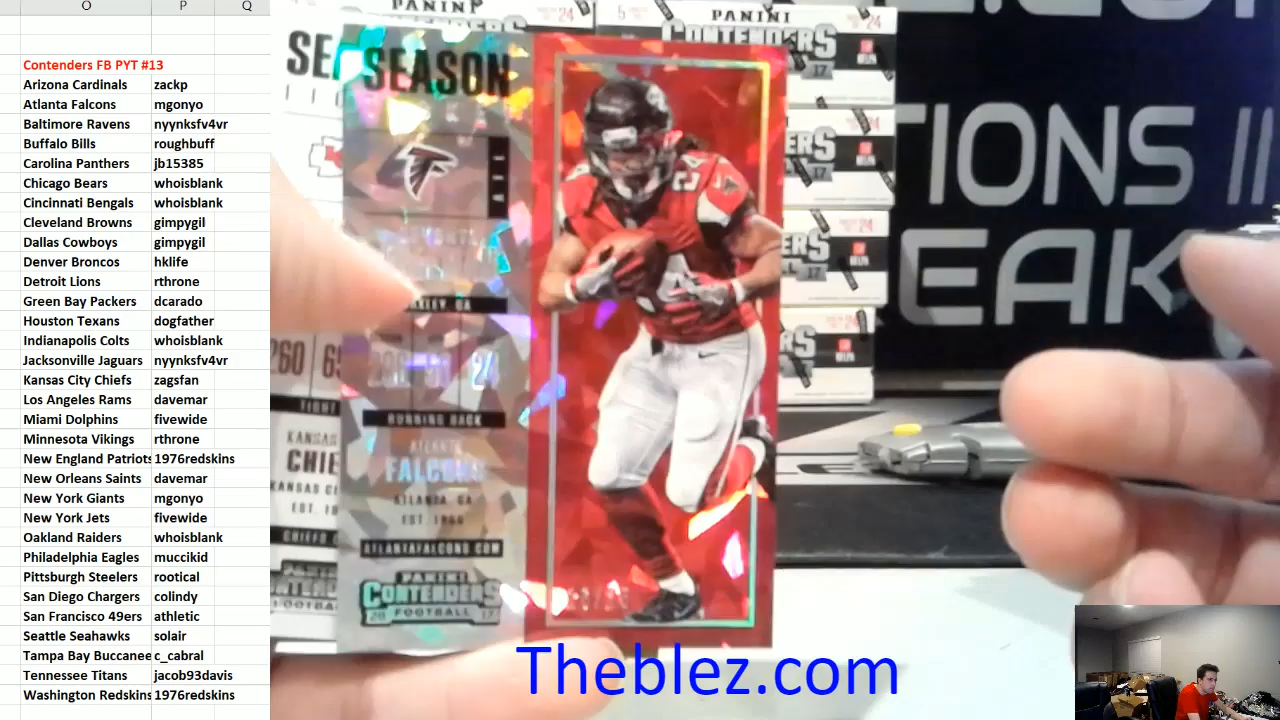 O P Q
Contenders FB PYT #13
Arizona Cardinals zackp
Atlanta Falcons mgonyo
Baltimore Ravens nyynksfv4vr
Buffalo Bills roughbuff
Carolina Panthers jb15385
Chicago Bears whoisblank
Cincinnati Bengals whoisblank
Cleveland Browns gimpygil
Dallas Cowboys gimpygil
Denver Broncos hklife
Detroit Lions rthrone
Green Bay Packers dcarado
Houston Texans dogfather
Indianapolis Colts whoisblank
Jacksonville Jaguars nyynksfv4vr
Kansas City Chiefs zagsfan
Los Angeles Rams davemar
Miami Dolphins fivewide
Minnesota Vikings rthrone
New England Patriots 1976redskins
New Orleans Saints davemar
New York Giants mgonyo
New York Jets fivewide
Oakland Raiders whoisblank
Philadelphia Eagles muccikid
Pittsburgh Steelers rootical
San Diego Chargers colindy
San Francisco 49ers athletic
Seattle Seahawks solair
Tampa Bay Buccanee c_cabral
Tennessee Titans jacob93davis
Washington Redskins 1976redskins
PANINI
PANINI
CONTENDERS
SEASON
24
RUNNING BACK
ATLANTA
FALCONS
ATLANTA, GA
EST.
ATLANTAFALCONS.COM
PANINI
CONTENDERS
20 FOOTBALL 17
TIONS
EAK
Theblez.com